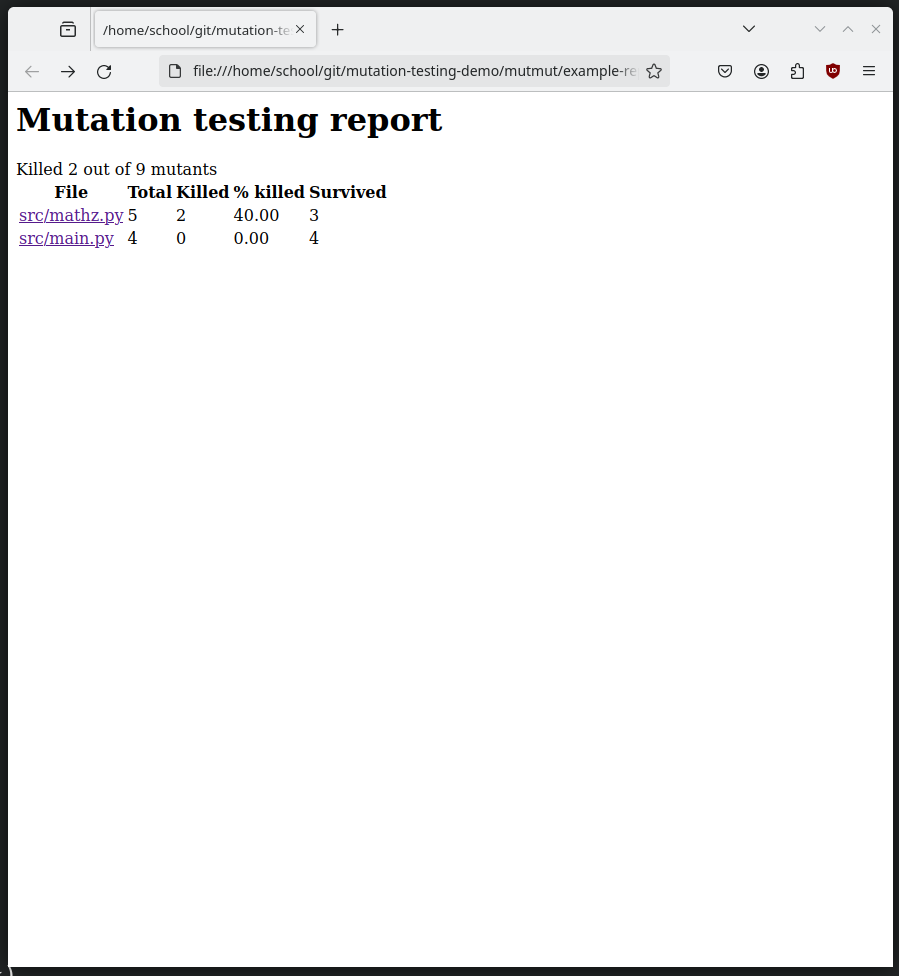 /home/school/git/mutation-te
file:///home/school/git/mutation-testing-demo/mutmut/example-re
Mutation testing report
Killed 2 out of 9 mutants
File Total Killed % killed Survived
src/mathz.py 5 2 40.00 3
src/main.py 4 0 0.00 4